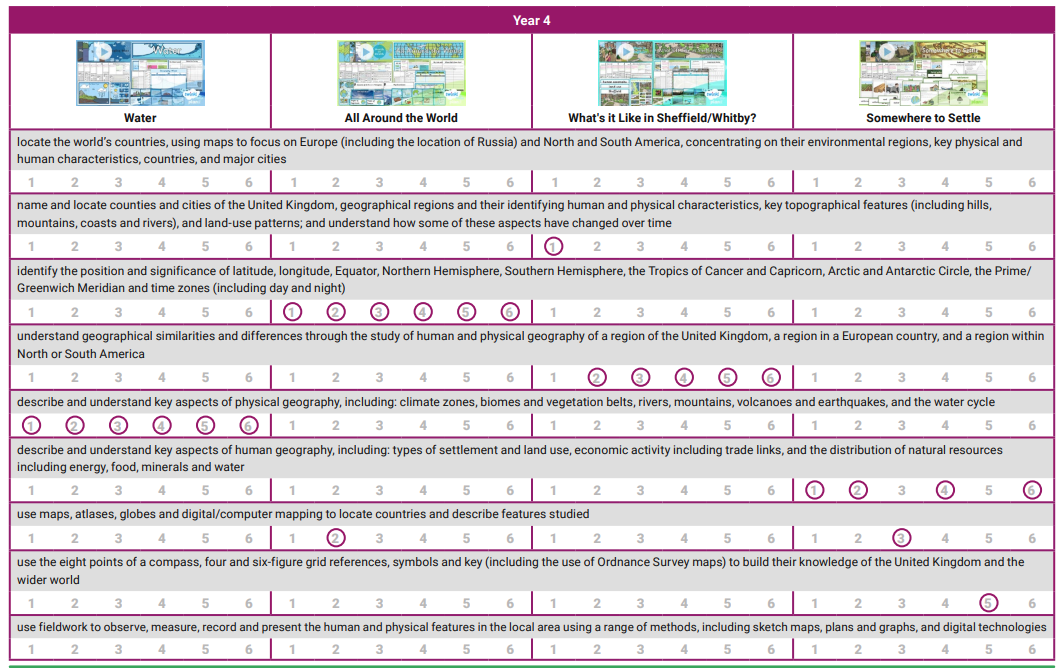 Year 4
Water
All Around the World
What's it Like in Sheffield/Whitby?
Somewhere to Settle
locate the world's countries, using maps to focus on Europe (including the location of Russia) and North and South America, concentrating on their environmental regions, key physical and
human characteristics, countries, and major cities
1 2 3 4 5 6 1 2 3 4 5 6 1 2 3 4 5 6 1 2 3 4 5 6
name and locate counties and cities of the United Kingdom, geographical regions and their identifying human and physical characteristics, key topographical features (including hills,
mountains, coasts and rivers), and land-use patterns; and understand how some of these aspects have changed over time
1 2 3 4 5 6 1 2 3 4 5 6 1 2 3 4 5 6 1 2 3 4 5 6
identify the position and significance of latitude, longitude, Equator, Northern Hemisphere, Southern Hemisphere, the Tropics of Cancer and Capricorn, Arctic and Antarctic Circle, the Prime/
Greenwich Meridian and time zones (including day and night)
1 2 3 4 5 6 1 2 3 4 5 6 1 2 3 4 5 6 1 2 3 4 5 6
understand geographical similarities and differences through the study of human and physical geography of a region of the United Kingdom, a region in a European country, and a region within
North or South America
1 2 3 4 5 6 1 2 3 4 5 6 1 2 3 4 5 6 1 2 3 4 5 6
describe and understand key aspects of physical geography, including: climate zones, biomes and vegetation belts, rivers, mountains, volcanoes and earthquakes, and the water cycle
1 2 3 4 5 6 1 2 3 4 5 6 1 2 3 4 5 6 1 2 3 4 5 6
describe and understand key aspects of human geography, including: types of settlement and land use, economic activity including trade links, and the distribution of natural resources
including energy, food, minerals and water
1 2 3 4 5 6 1 2 3 4 5 6 1 2 3 4 5 6 1 2 3 4 5 6
use maps, atlases, globes and digital/computer mapping to locate countries and describe features studied
1 2 3 4 5 6 1 2 3 4 5 6 1 2 3 4 5 6 1 2 3 4 5 6
use the eight points of a compass, four and six-figure grid references, symbols and key (including the use of Ordnance Survey maps) to build their knowledge of the United Kingdom and the
wider world
1 2 3 4 5 6 1 2 3 4 5 6 1 2 3 4 5 6 1 2 3 4 5 6
use fieldwork to observe, measure, record and present the human and physical features in the local area using a range of methods, including sketch maps, plans and graphs, and digital technologies
1 2 3 4 5 6 1 2 3 4 5 6 1 2 3 4 5 6 1 2 3 4 5 6